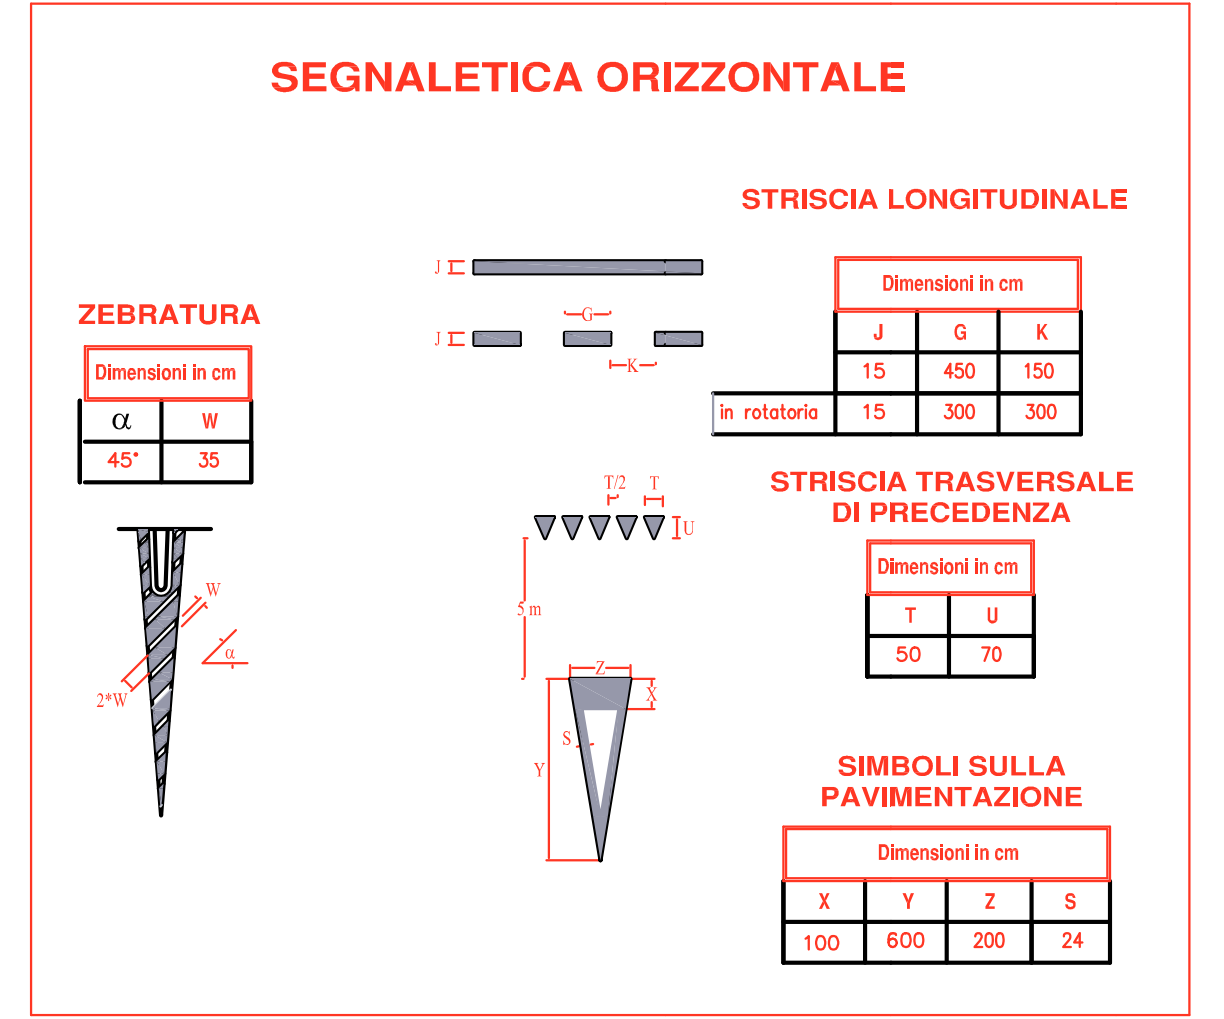 SEGNALETICA ORIZZONTALE
STRISCIA LONGITUDINALE
Dimensioni in cm
J G K
15 450 150
in rotatoria 15 300 300
J
G
J
K
ZEBRATURA
Dimensioni in cm
α W
45° 35
W
α
2*W
STRISCIA TRASVERSALE
DI PRECEDENZA
Dimensioni in cm
T U
50 70
T/2 T
U
5 m
Z
X
S
Y
SIMBOLI SULLA
PAVIMENTAZIONE
Dimensioni in cm
X Y Z S
100 600 200 24